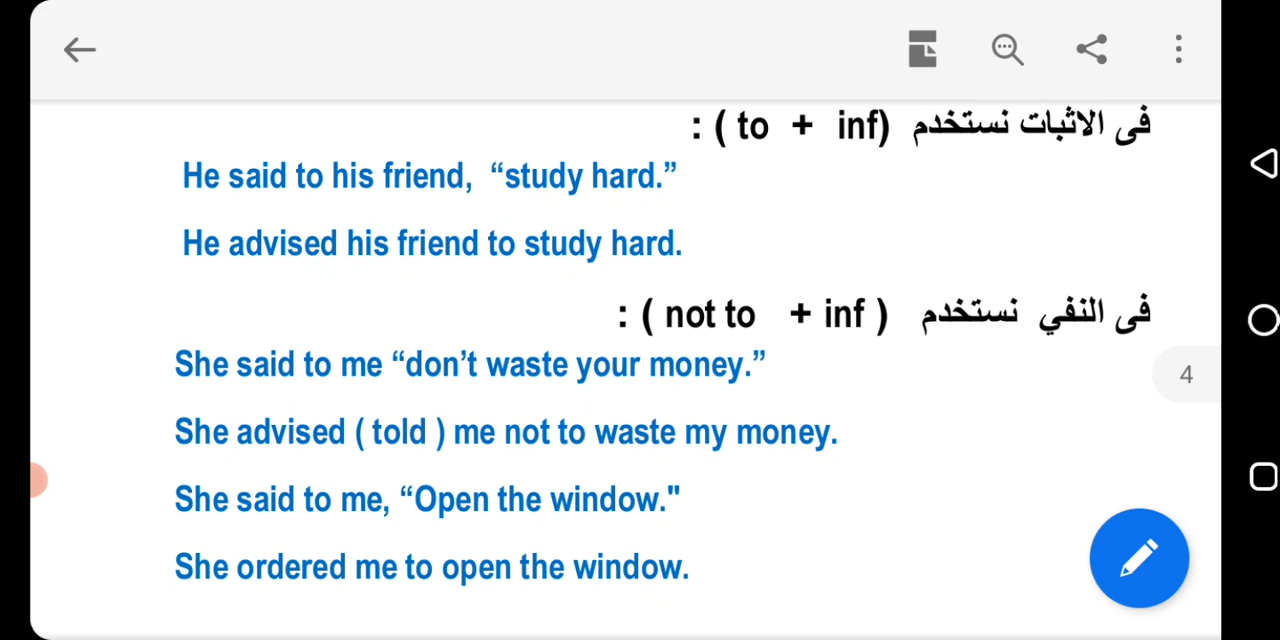 فى الاثبات نستخدم (to + inf) :
He said to his friend, “study hard.”
He advised his friend to study hard.
فى النفي نستخدم ( not to + inf ) :
She said to me “don’t waste your money.”
4
She advised ( told ) me not to waste my money.
She said to me, “Open the window."
She ordered me to open the window.